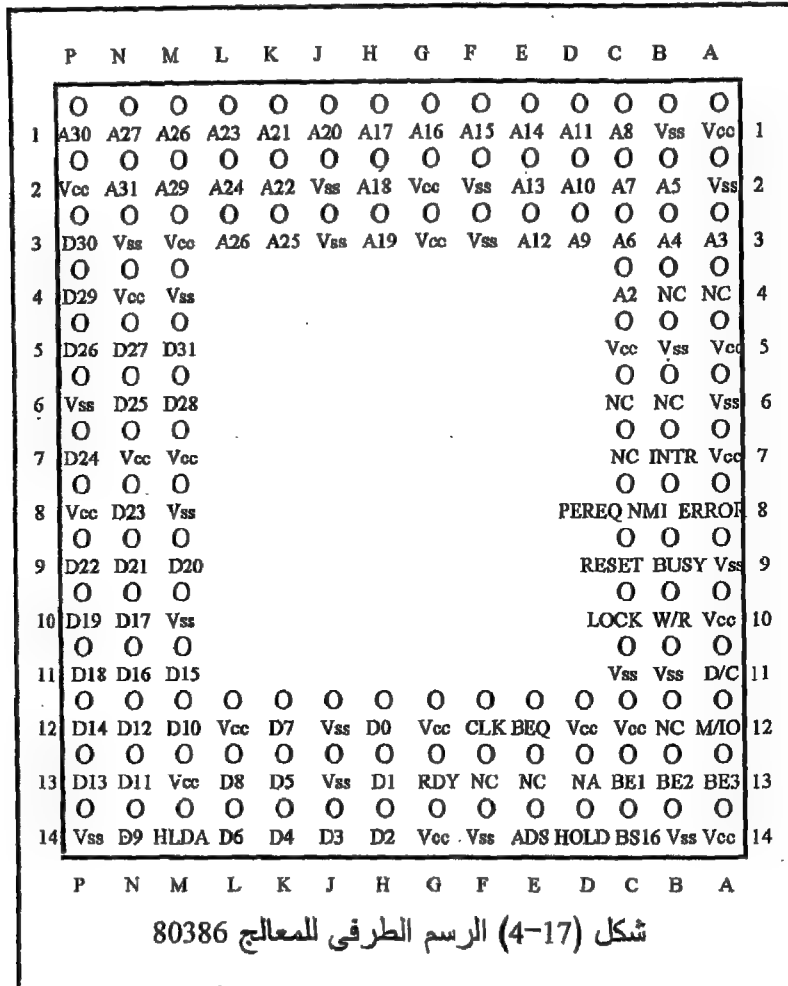 P N M L K J H G F E D C B A
O O O O O O O O O O O O O O
1 A30 A27 A26 A23 A21 A20 A17 A16 A15 A14 A11 A8 Vss Vcc 1
O O O O O O O O O O O O O O
2 Vcc A31 A29 A24 A22 Vss A18 Vcc Vss A13 A10 A7 A5 Vss 2
O O O O O O O O O O O O O O
3 D30 Vss Vcc A26 A25 Vss A19 Vcc Vss A12 A9 A6 A4 A3 3
O O O O O O
4 D29 Vcc Vss A2 NC NC 4
O O O O O O
5 D26 D27 D31 Vcc Vss Vcc 5
O O O O O O
6 Vss D25 D28 NC NC Vss 6
O O O O O O
7 D24 Vcc Vcc NC INTR Vcc 7
O O O O O O
8 Vcc D23 Vss PEREQ NMI ERROR 8
O O O O O O
9 D22 D21 D20 RESET BUSY Vss 9
O O O O O O
10 D19 D17 Vss LOCK W/R Vcc 10
O O O O O O
11 D18 D16 D15 Vss Vss D/C 11
O O O O O O O O O O O O O O
12 D14 D12 D10 Vcc D7 Vss D0 Vcc CLK BEQ Vcc Vcc NC M/IO 12
O O O O O O O O O O O O O O
13 D13 D11 Vcc D8 D5 Vss D1 RDY NC NC NA BE1 BE2 BE3 13
O O O O O O O O O O O O O O
14 Vss D9 HLDA D6 D4 D3 D2 Vcc Vss ADS HOLD BS16 Vss Vcc 14
P N M L K J H G F E D C B A
شكل (17-4) الرسم الطرفى للمعالج 80386